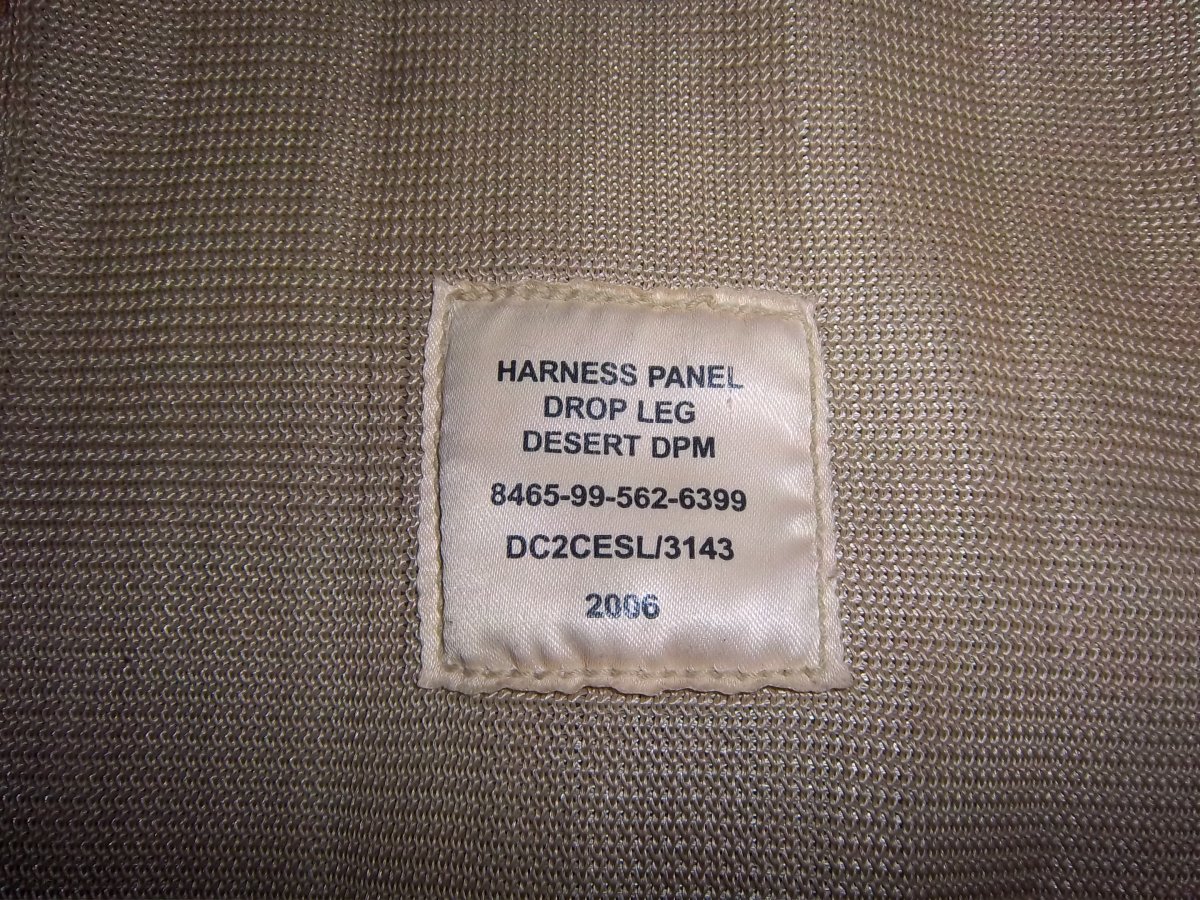 HARNESS PANEL
DROP LEG
DESERT DPM
8465-99-562-6399
DC2CESL/3143
2006